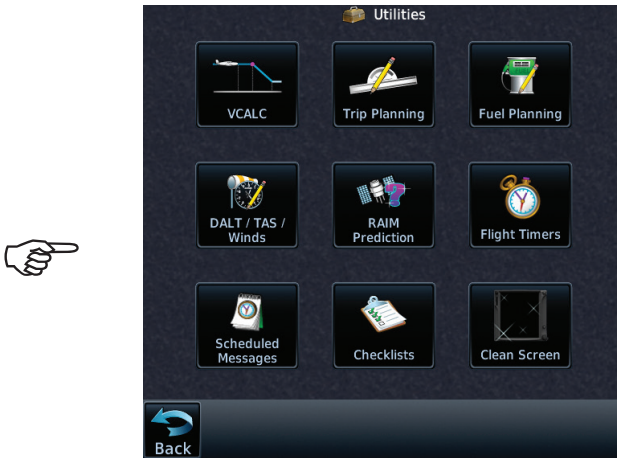 Utilities
VCALC
Trip Planning
Fuel Planning
DALT / TAS /
Winds
RAIM
Prediction
Flight Timers
Scheduled
Messages
Checklists
Clean Screen
Back